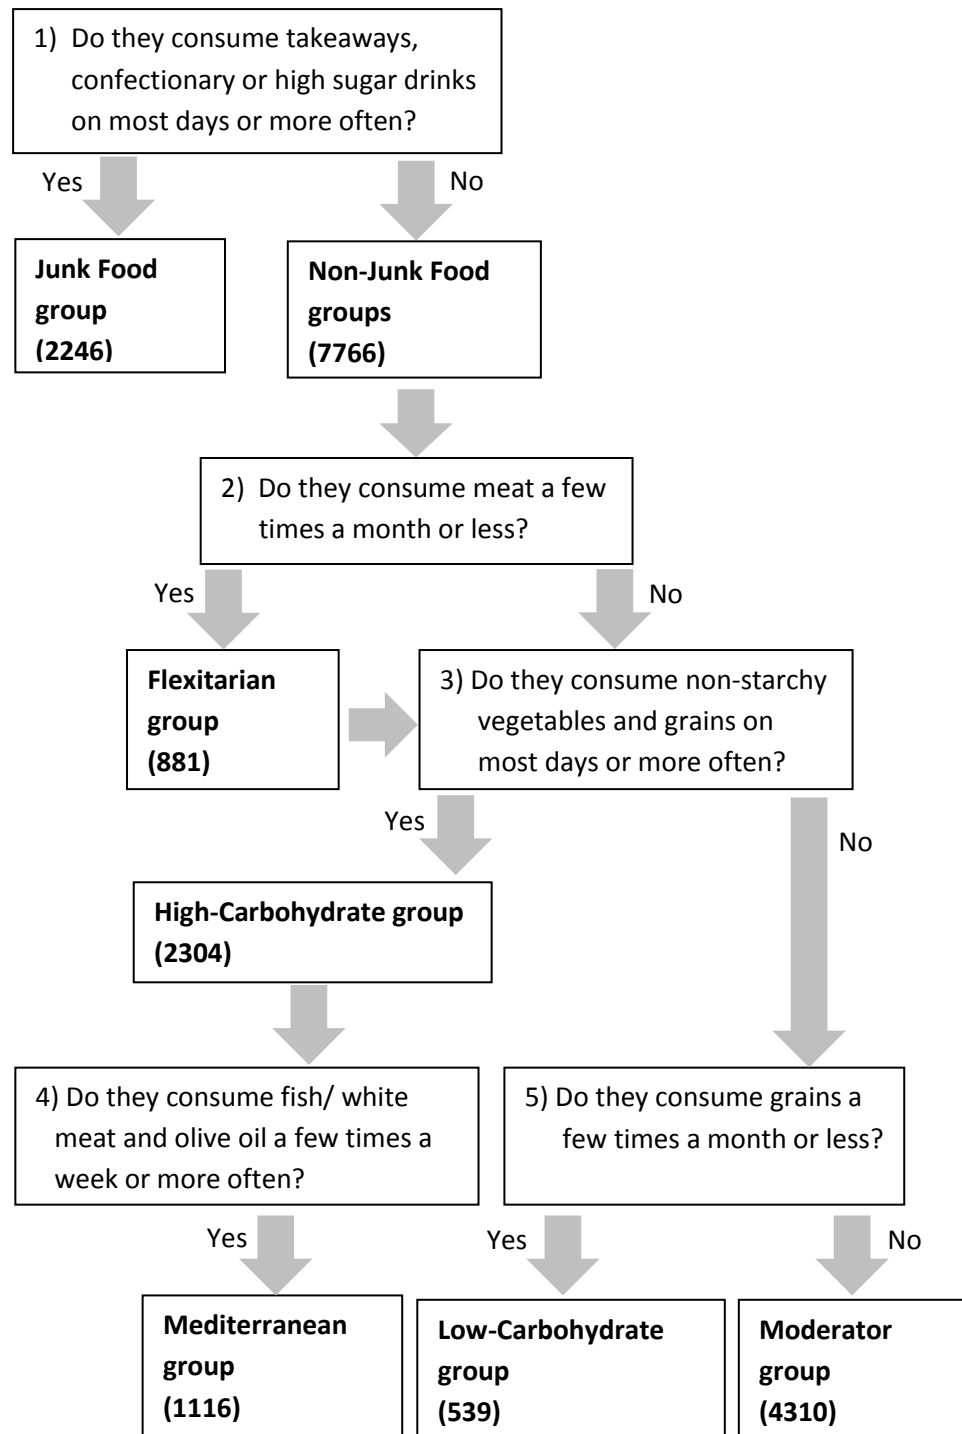 1) Do they consume takeaways,
confectionary or high sugar drinks
on most days or more often?
Yes
No
Junk Food
group
(2246)
Non-Junk Food
groups
(7766)
2) Do they consume meat a few
times a month or less?
Yes
No
Flexitarian
group
(881)
3) Do they consume non-starchy
vegetables and grains on
most days or more often?
Yes
No
High-Carbohydrate group
(2304)
4) Do they consume fish/ white
meat and olive oil a few times a
week or more often?
5) Do they consume grains a
few times a month or less?
Yes
Yes
No
Mediterranean
group
(1116)
Low-Carbohydrate
group
(539)
Moderator
group
(4310)